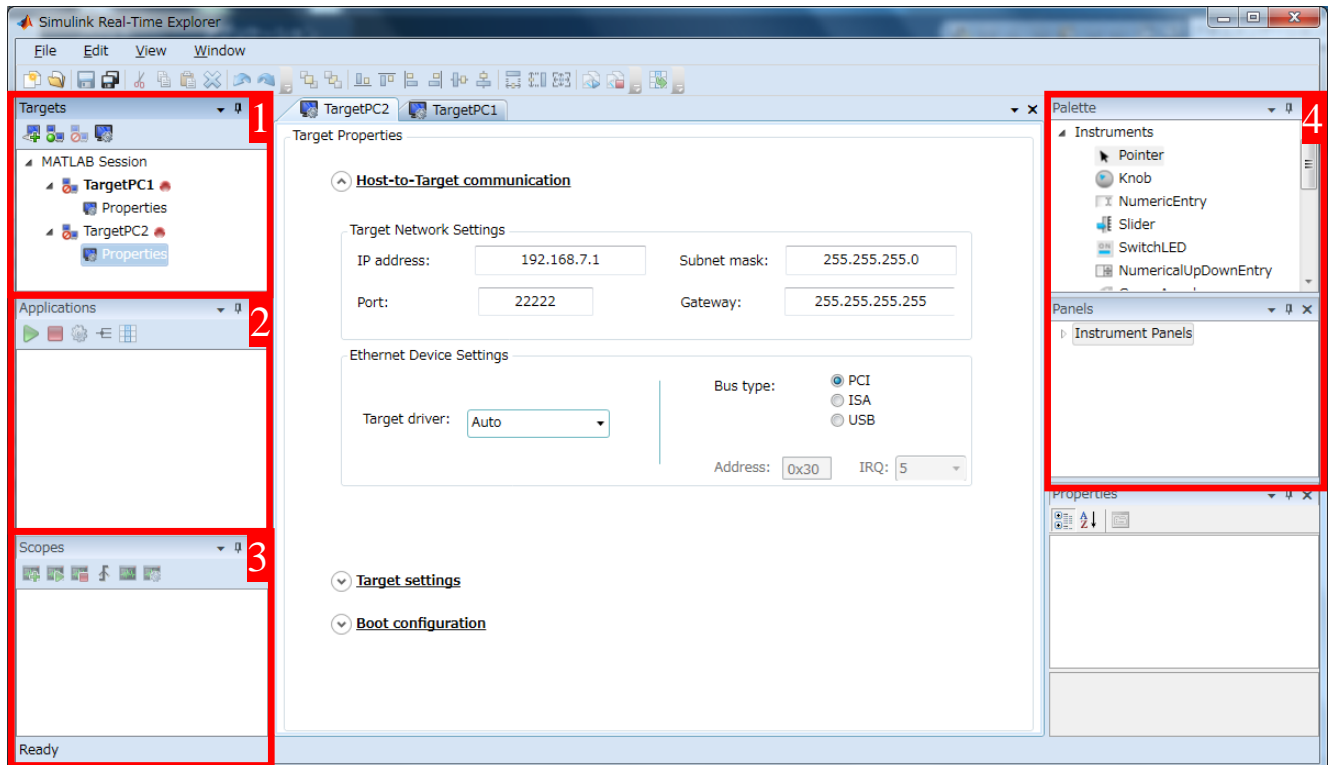 Simulink Real-Time Explorer
File Edit View Window
Targets
1
MATLAB Session
TargetPC1
Properties
TargetPC2
Properties
Applications
2
Scopes
3
Ready
TargetPC2 TargetPC1
Target Properties
Host-to-Target communication
Target Network Settings
IP address: 192.168.7.1 Subnet mask: 255.255.255.0
Port: 22222 Gateway: 255.255.255.255
Ethernet Device Settings
Target driver: Auto
Bus type: PCI
ISA
USB
Address: 0x30 IRQ: 5
Target settings
Boot configuration
Palette
4
Instruments
Pointer
Knob
NumericEntry
Slider
SwitchLED
NumericalUpDownEntry
Panels
Instrument Panels
Properties